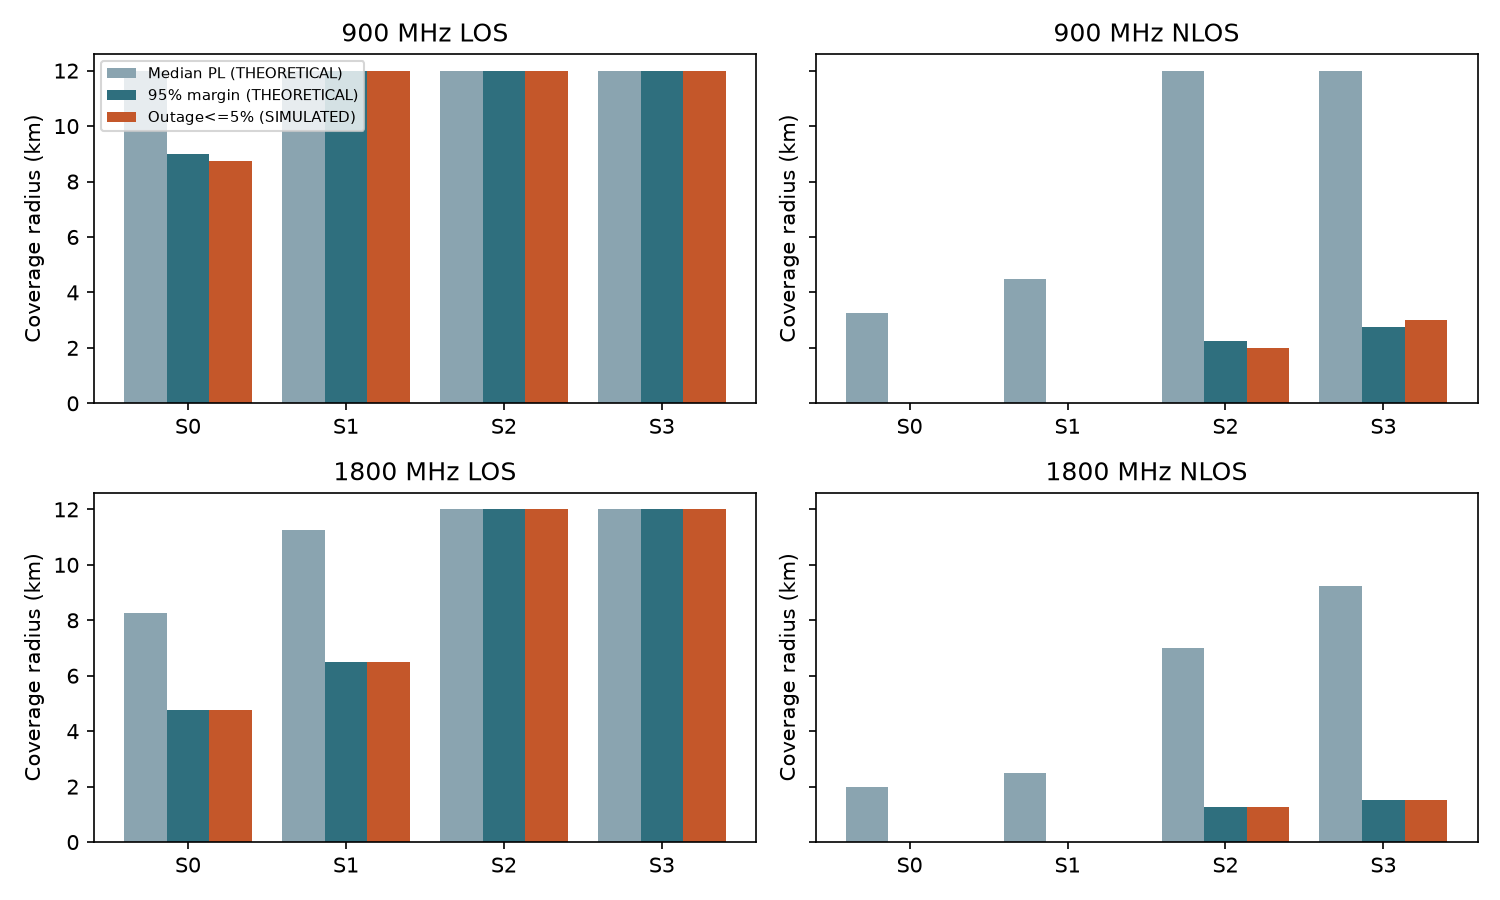 900 MHz LOS
Median PL (THEORETICAL)
95% margin (THEORETICAL)
Outage<=5% (SIMULATED)
Coverage radius (km)
12
10
8
6
4
2
0
S0 S1 S2 S3
900 MHz NLOS
Coverage radius (km)
S0 S1 S2 S3
1800 MHz LOS
Coverage radius (km)
12
10
8
6
4
2
0
S0 S1 S2 S3
1800 MHz NLOS
Coverage radius (km)
S0 S1 S2 S3